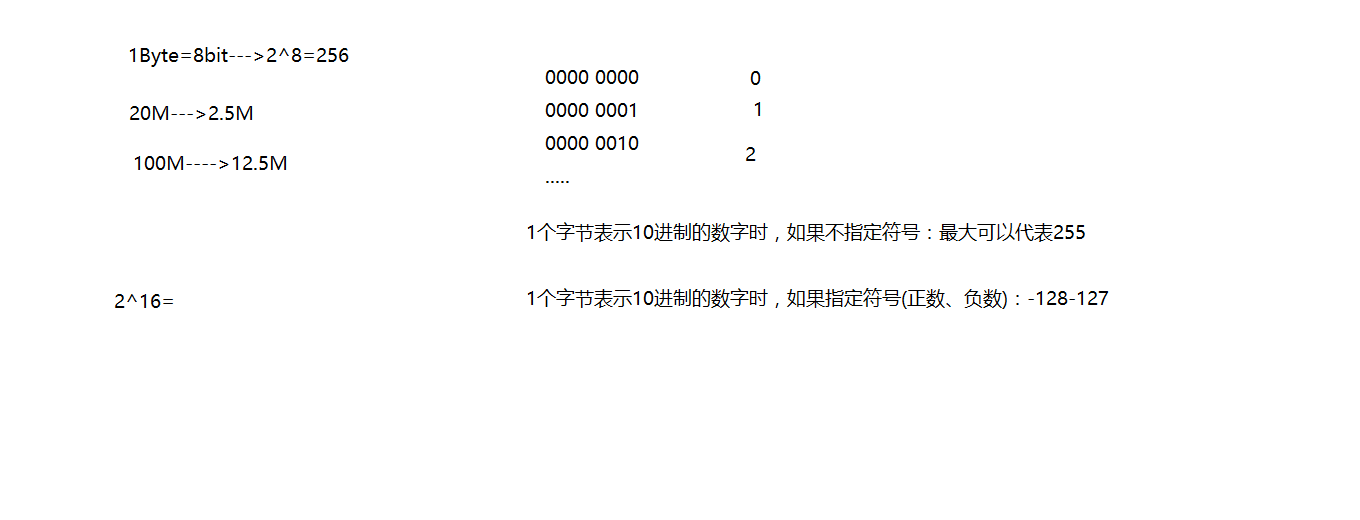 1Byte=8bit--->2^8=256
20M--->2.5M
100M---->12.5M
2^16=
0000 0000 0
0000 0001 1
0000 0010 2
.....
1个字节表示10进制的数字时，如果不指定符号：最大可以代表255
1个字节表示10进制的数字时，如果指定符号(正数、负数)：-128-127